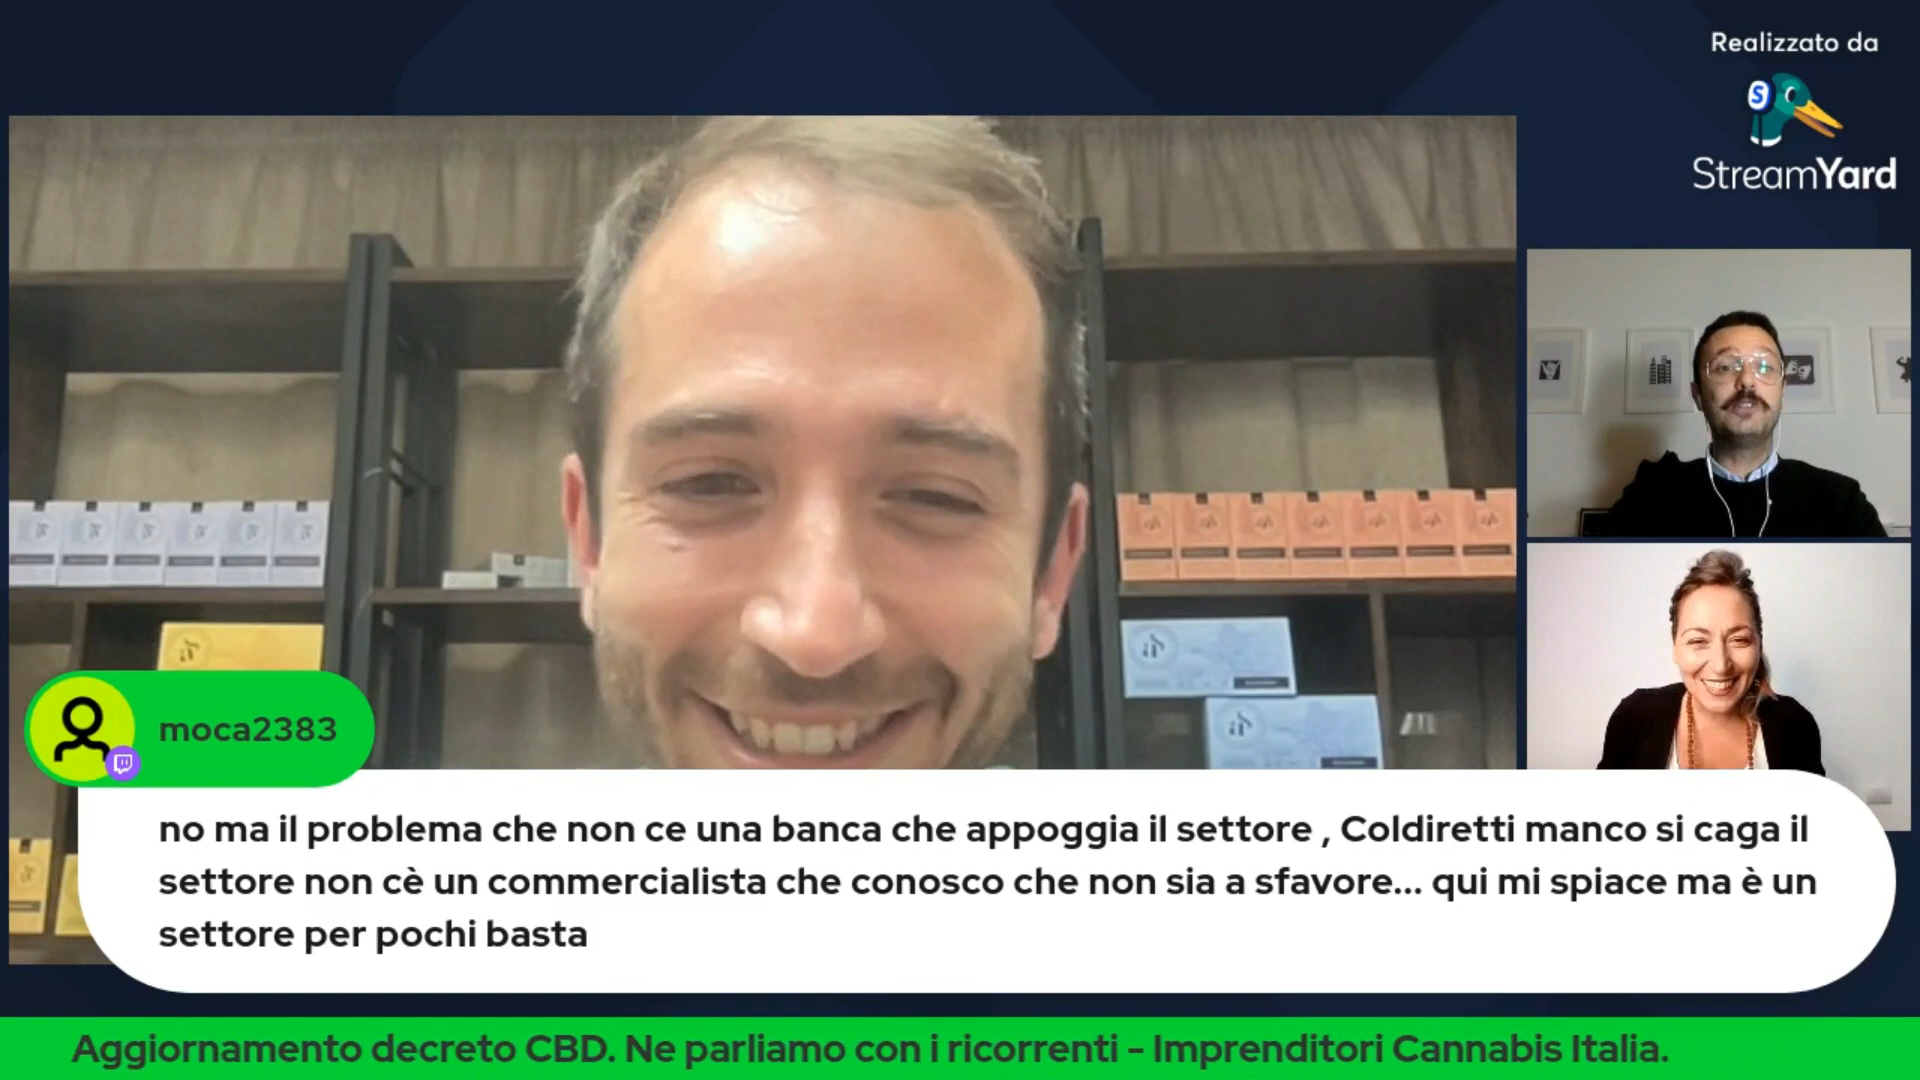 Realizzato da
StreamYard
moca2383
no ma il problema che non ce una banca che appoggia il settore , Coldiretti manco si caga il
settore non cè un commercialista che conosco che non sia a sfavore... qui mi spiace ma è un
settore per pochi basta
Aggiornamento decreto CBD. Ne parliamo con i ricorrenti - Imprenditori Cannabis Italia.